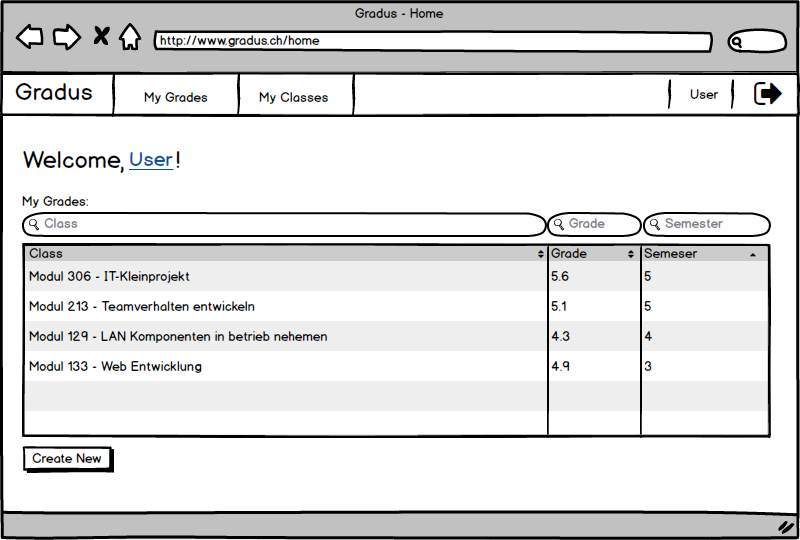 Gradus - Home
http://www.gradus.ch/home
Gradus My Grades My Classes User
Welcome, User!
My Grades:
Class Grade Semester
Class Grade Semeser
Modul 306 - IT-Kleinprojekt 5.6 5
Modul 213 - Teamverhalten entwickeln 5.1 5
Modul 129 - LAN Komponenten in betrieb nehemen 4.3 4
Modul 133 - Web Entwicklung 4.9 3
Create New